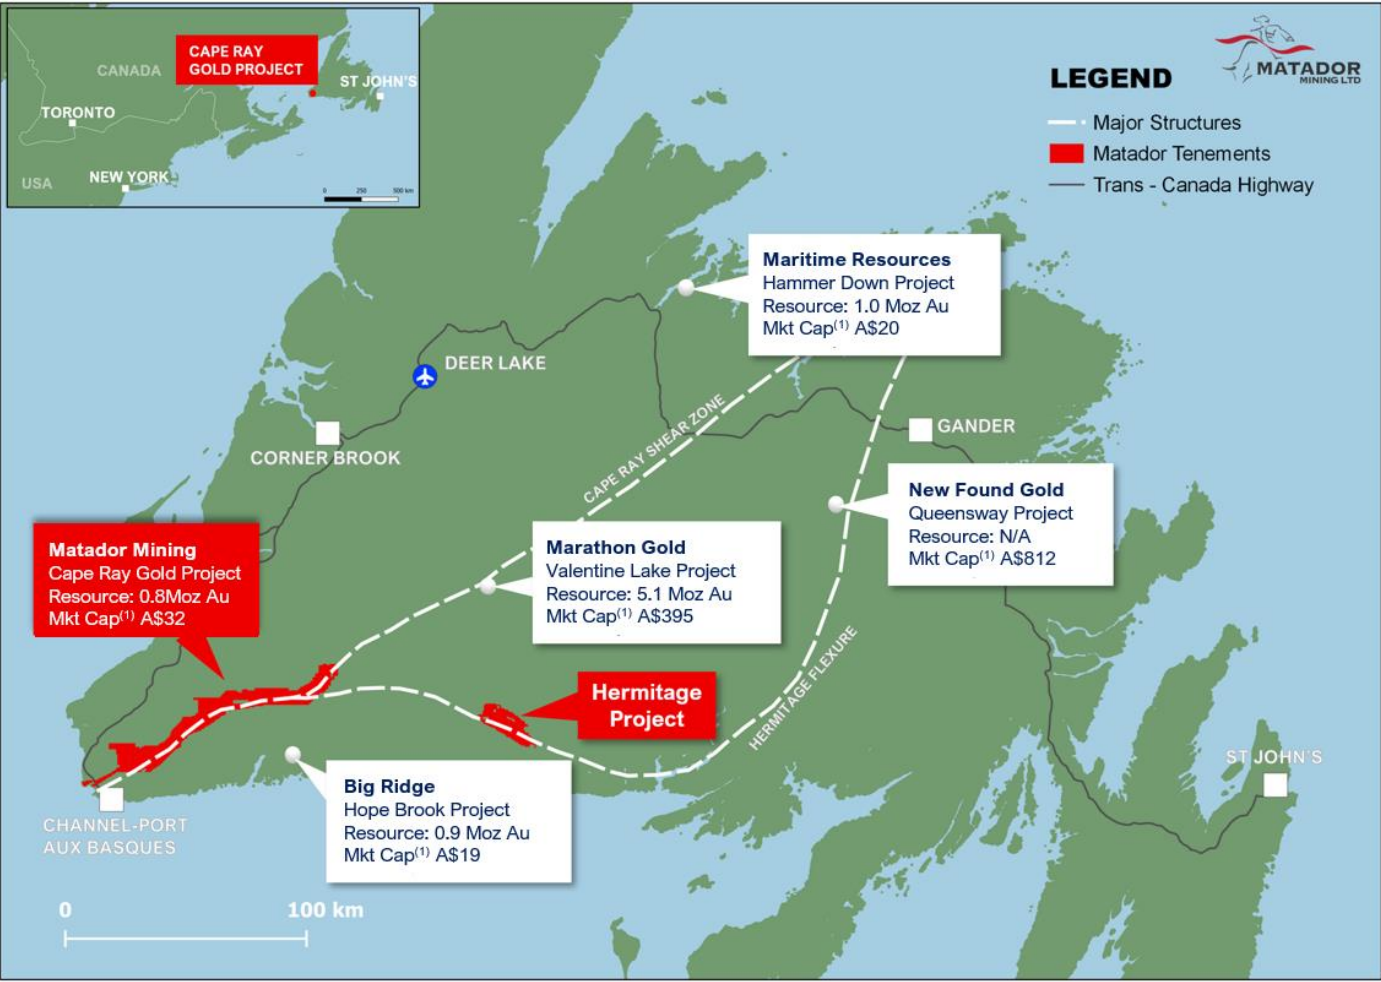 CAPE RAY
GOLD PROJECT
CANADA
ST JOHN'S
TORONTO
USA
NEW YORK
0 250 500 km
MATADOR
MINING LTD
LEGEND
Major Structures
Matador Tenements
Trans - Canada Highway
Maritime Resources
Hammer Down Project
Resource: 1.0 Moz Au
Mkt Cap(1) A$20
DEER LAKE
CORNER BROOK
CAPE RAY SHEAR ZONE
GANDER
New Found Gold
Queensway Project
Resource: N/A
Mkt Cap(1) A$812
Matador Mining
Cape Ray Gold Project
Resource: 0.8Moz Au
Mkt Cap(1) A$32
Marathon Gold
Valentine Lake Project
Resource: 5.1 Moz Au
Mkt Cap(1) A$395
HERMITAGE FLEXURE
Hermitage
Project
Big Ridge
Hope Brook Project
Resource: 0.9 Moz Au
Mkt Cap(1) A$19
ST JOHN'S
CHANNEL-PORT
AUX BASQUES
0 100 km